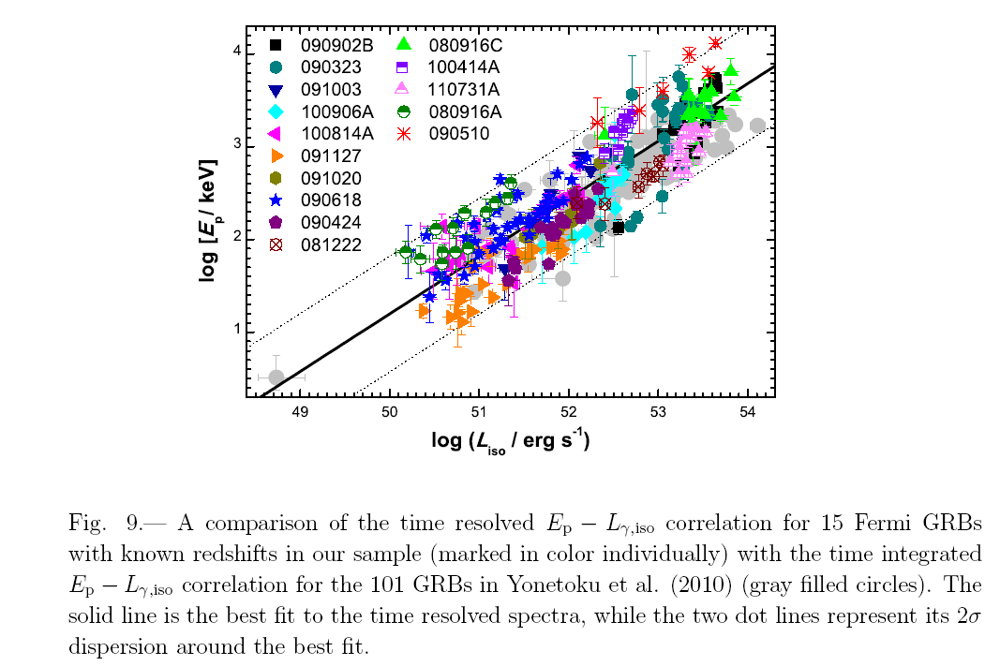 090902B 080916C
090323 100414A
091003 110731A
100906A 080916A
100814A 090510
091127
091020
090618
090424
081222
4
3
2
1
log [Ep / keV]
49 50 51 52 53 54
log (Liso / erg s-1)
Fig. 9.— A comparison of the time resolved Ep − Lγ,iso correlation for 15 Fermi GRBs
with known redshifts in our sample (marked in color individually) with the time integrated
Ep − Lγ,iso correlation for the 101 GRBs in Yonetoku et al. (2010) (gray filled circles). The
solid line is the best fit to the time resolved spectra, while the two dot lines represent its 2σ
dispersion around the best fit.